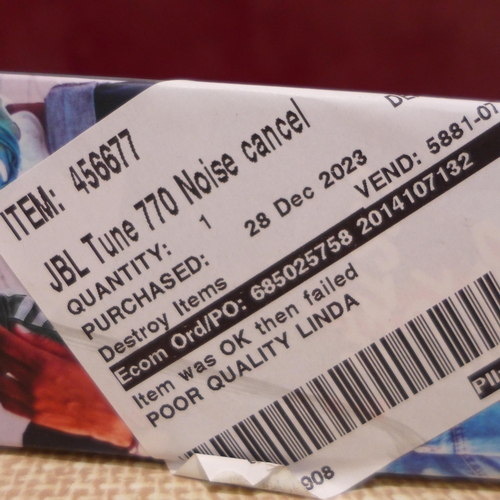 ITEM: 456677
JBL Tune 770 Noise cancel
QUANTITY: 1
PURCHASED: 28 Dec 2023
VEND: 5881-07
Destroy Items
Ecom Ord/PO: 685025758 2014107132
Item was OK then failed
POOR QUALITY LINDA
908